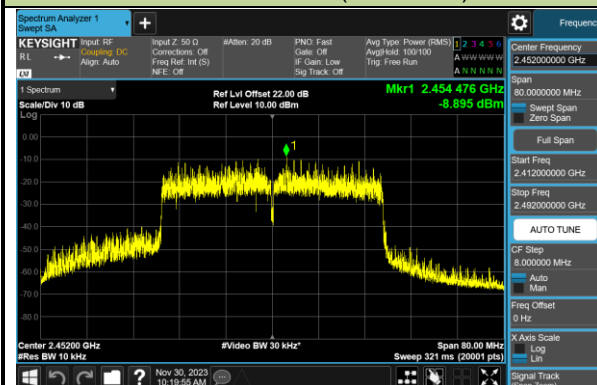 Spectrum Analyzer 1
Swept SA
+
Frequenc
KEYSIGHT Input: RF Input Z: 50 Ω #Atten: 20 dB PNO: Fast Avg Type: Power (RMS) 1 2 3 4 5 6
RL Coupling: DC Corrections: Off Gate: Off Avg|Hold: 100/100 A W W W W W
Align: Auto Freq Ref: Int (S) IF Gain: Low Trig: Free Run
NFE: Off Sig Track: Off A N N N N N
Center Frequency
2.452000000 GHz
Span
80.0000000 MHz
Swept Span
Zero Span
Full Span
Start Freq
2.412000000 GHz
Stop Freq
2.492000000 GHz
AUTO TUNE
CF Step
8.000000 MHz
Auto
Man
Freq Offset
0 Hz
X Axis Scale
Log
Lin
Signal Track
(Span Zoom)
1 Spectrum
Scale/Div 10 dB
Log
Ref Lvl Offset 22.00 dB
Ref Level 10.00 dBm
Mkr1 2.454 476 GHz
-8.895 dBm
1
0.00
-10.0
-20.0
-30.0
-40.0
-50.0
-60.0
-70.0
-80.0
Center 2.45200 GHz #Video BW 30 kHz* Span 80.00 MHz
#Res BW 10 kHz Sweep 321 ms (20001 pts)
? Nov 30, 2023
10:19:55 AM